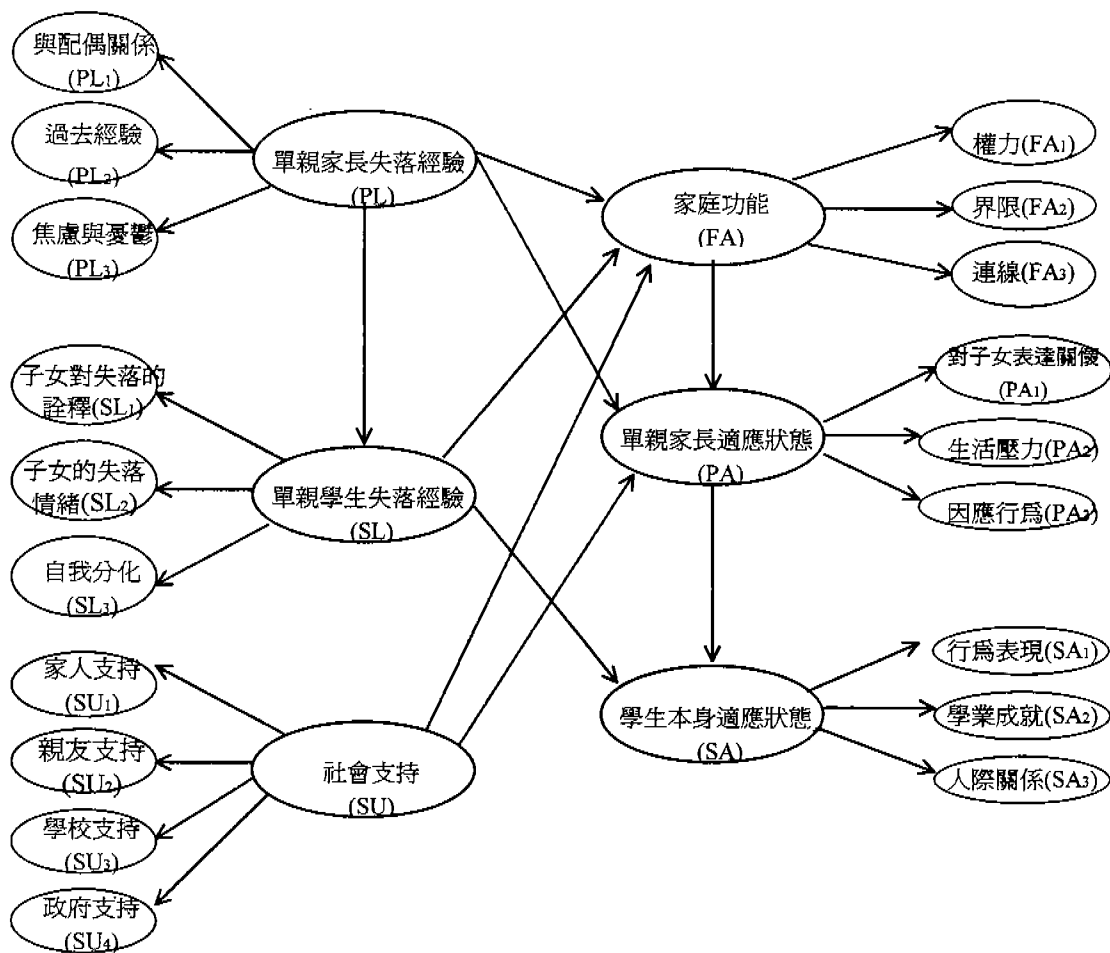 與配偶關係
(PL1)
過去經驗
(PL2)
焦慮與憂鬱
(PL3)
單親家長失落經驗
(PL)
家庭功能
(FA)
權力(FA1)
界限(FA2)
連線(FA3)
子女對失落的
詮釋(SL1)
子女的失落
情緒(SL2)
自我分化
(SL3)
單親學生失落經驗
(SL)
單親家長適應狀態
(PA)
對子女表達關懷
(PA1)
生活壓力(PA2)
因應行爲(PA3)
家人支持
(SU1)
親友支持
(SU2)
學校支持
(SU3)
政府支持
(SU4)
社會支持
(SU)
學生本身適應狀態
(SA)
行爲表現(SA1)
學業成就(SA2)
人際關係(SA3)